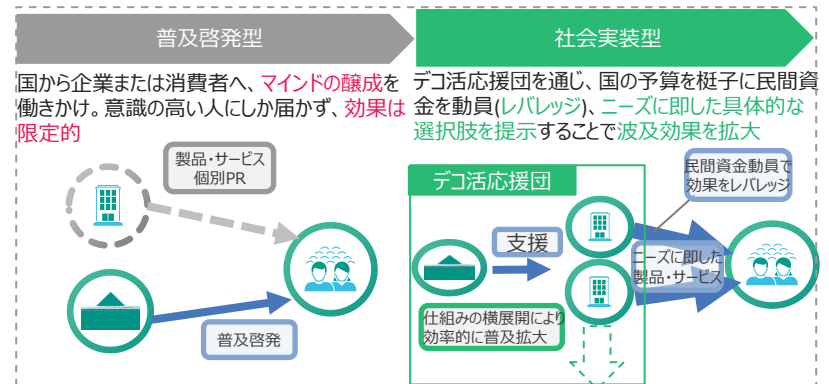 普及啓発型
社会実装型
国から企業または消費者へ、マインドの醸成を
働きかけ。意識の高い人にしか届かず、効果は
限定的
デコ活応援団を通じ、国の予算を梃子に民間資
金を動員(レバレッジ)、ニーズに即した具体的な
選択肢を提示することで波及効果を拡大
製品・サービス
個別PR
普及啓発
デコ活応援団
支援
仕組みの横展開により
効率的に普及拡大
民間資金動員で
効果をレバレッジ
ニーズに即した
製品・サービス